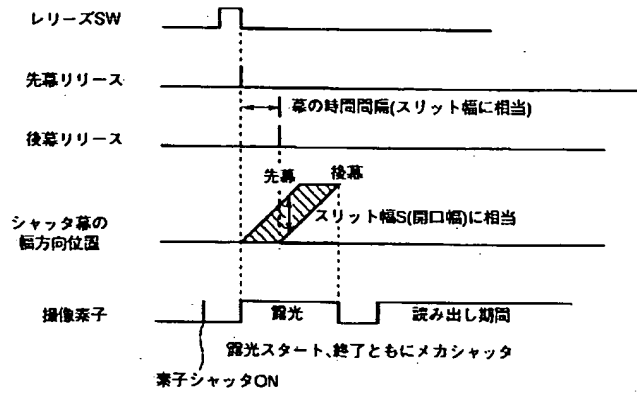 レリーズSW
先幕リリース
幕の時間間隔(スリット幅に相当)
後幕リリース
先幕 後幕
スリット幅S(開口幅)に相当
シャッタ幕の
幅方向位置
撮像素子 露光 読み出し期間
露光スタート、終了ともにメカシャッタ
素子シャッタON